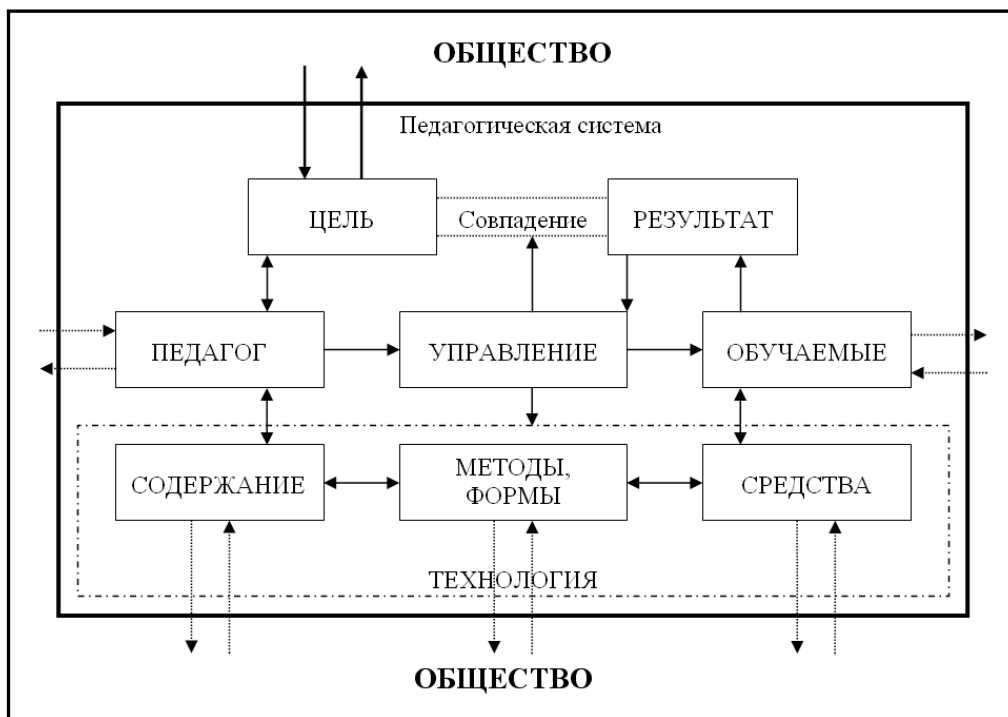 ОБЩЕСТВО
Педагогическая система
ЦЕЛЬ
Совпадение
РЕЗУЛЬТАТ
ПЕДАГОГ
УПРАВЛЕНИЕ
ОБУЧАЕМЫЕ
СОДЕРЖАНИЕ
МЕТОДЫ,
ФОРМЫ
СРЕДСТВА
ТЕХНОЛОГИЯ
ОБЩЕСТВО